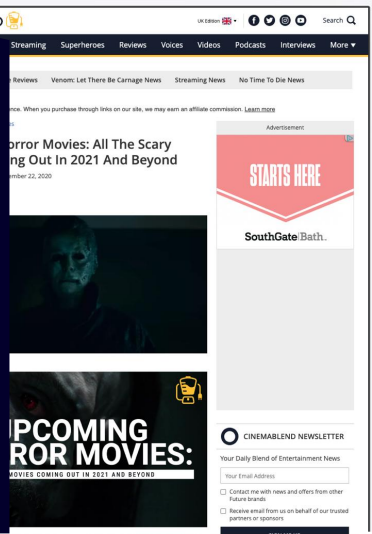 UK Edition
Search
Streaming Superheroes Reviews Voices Videos Podcasts Interviews More
Reviews Venom: Let There Be Carnage News Streaming News No Time To Die News
When you purchase through links on our site, we may earn an affiliate commission. Learn more
Advertisement
Movies: All The Scary
Out In 2021 And Beyond
22, 2020
STARTS HERE
SouthGate Bath.
PCOMING
ROR MOVIES:
MOVIES COMING OUT IN 2021 AND BEYOND
CINEMABLEND NEWSLETTER
Your Daily Blend of Entertainment News
Your Email Address
Contact me with news and offers from other
Future brands
Receive email from us on behalf of our trusted
partners or sponsors